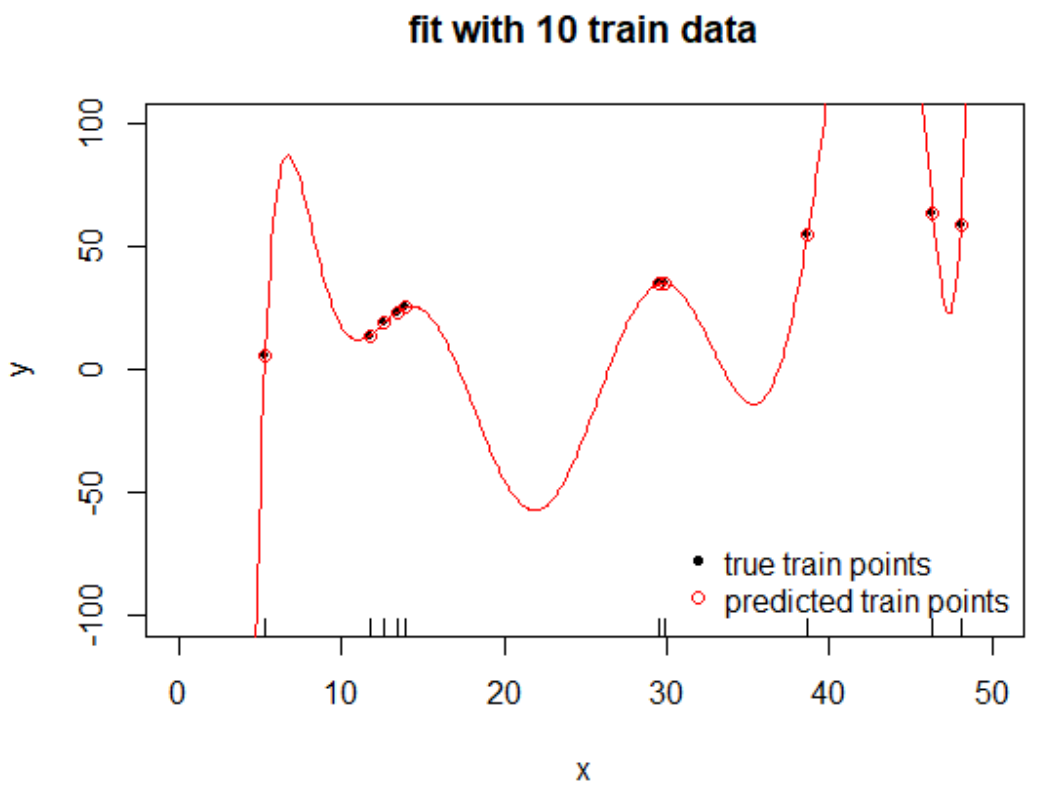 fit with 10 train data
100
50
0
-50
-100
y
true train points
predicted train points
0 10 20 30 40 50
x